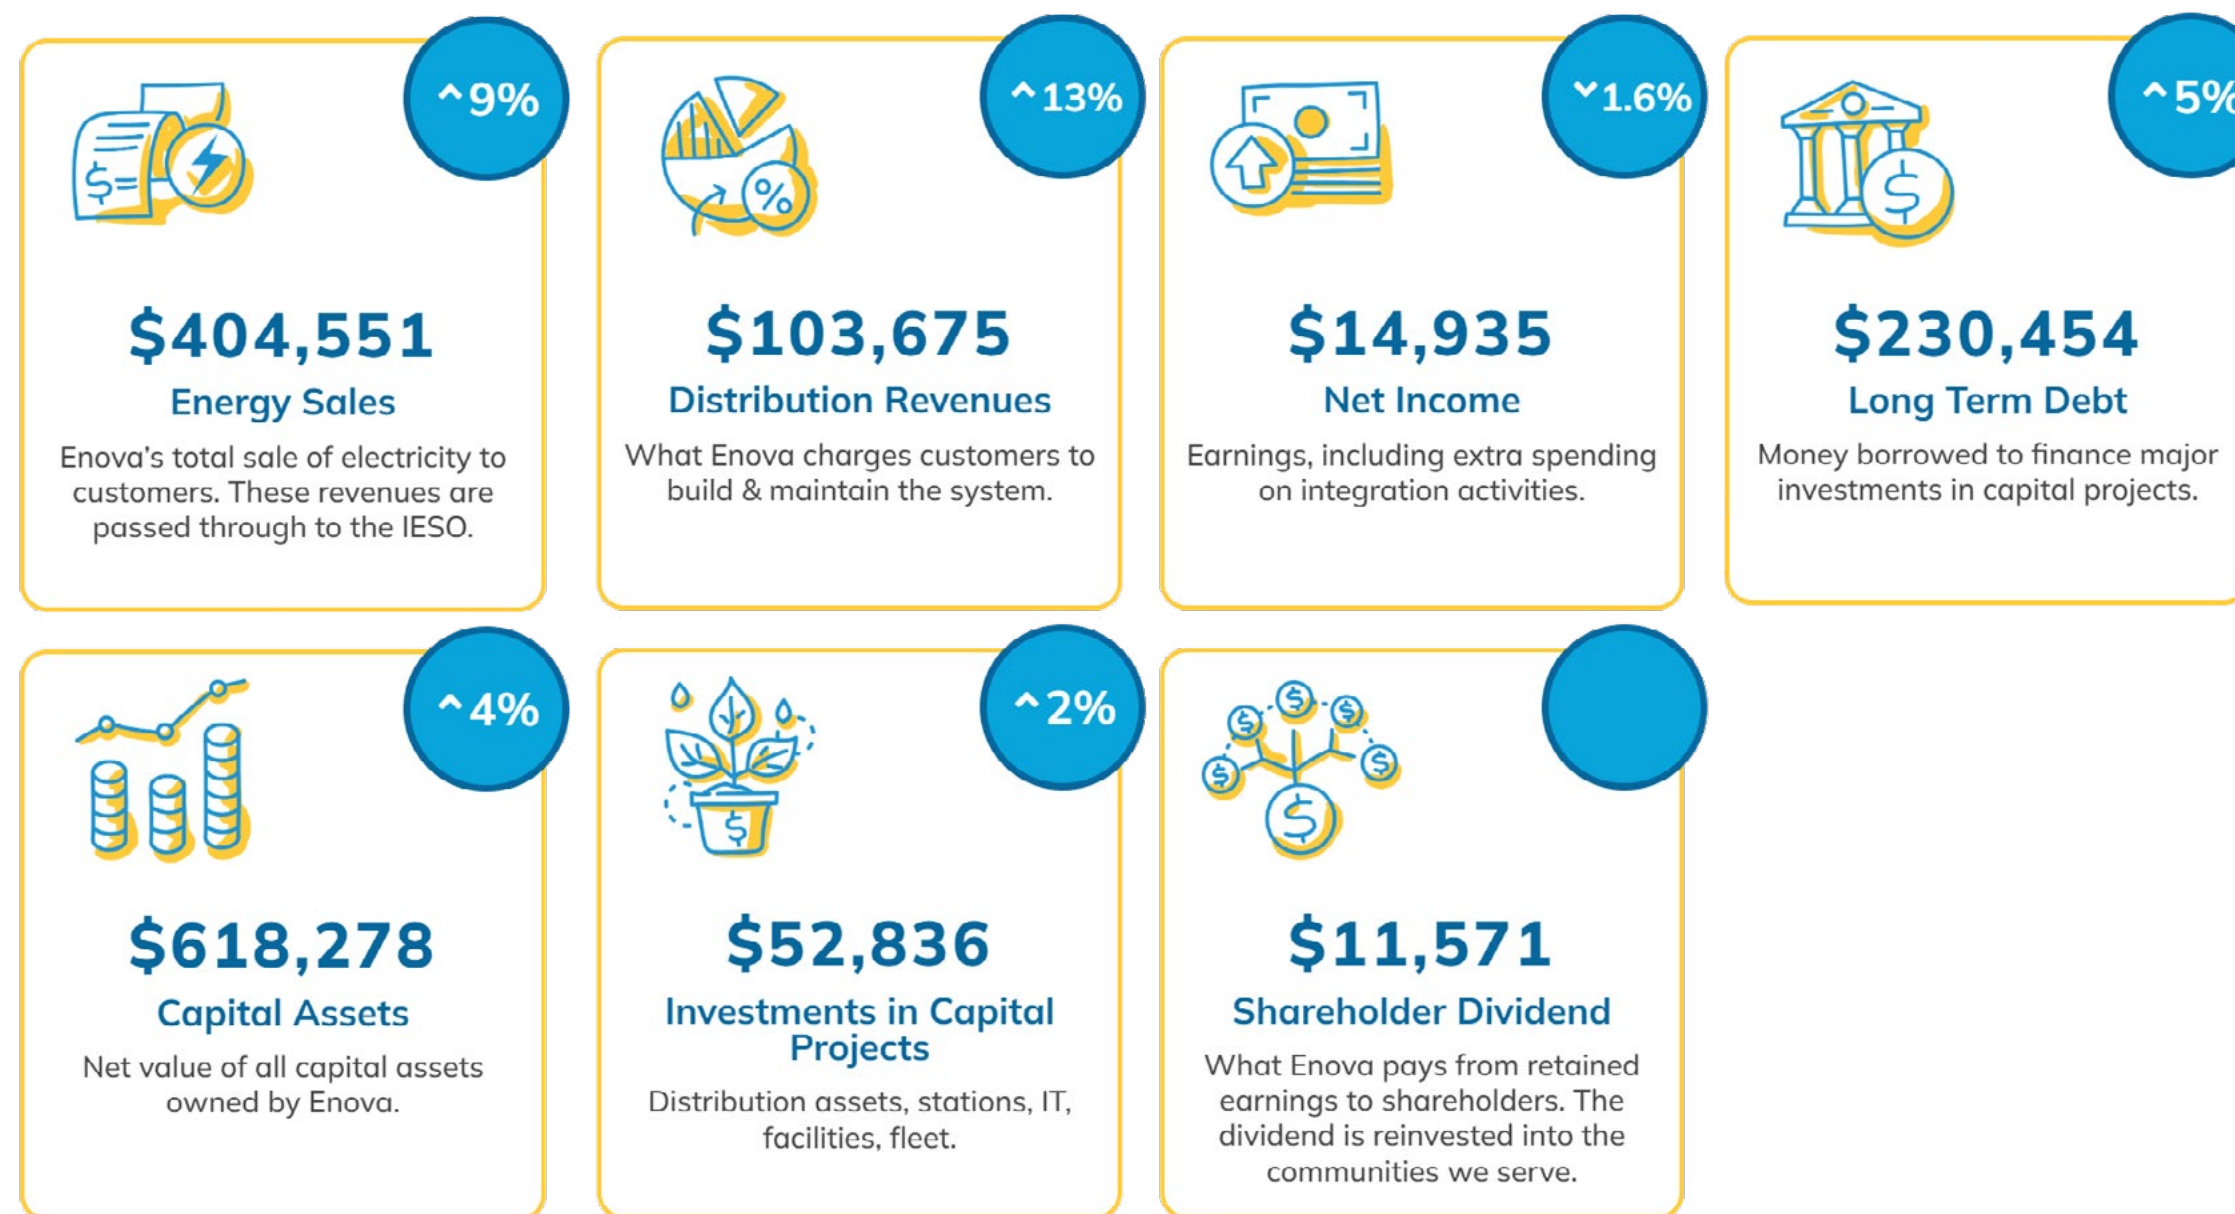 ^9%
$404,551
Energy Sales
Enova's total sale of electricity to
customers. These revenues are
passed through to the IESO.
^13%
$103,675
Distribution Revenues
What Enova charges customers to
build & maintain the system.
˅1.6%
$14,935
Net Income
Earnings, including extra spending
on integration activities.
^5%
$230,454
Long Term Debt
Money borrowed to finance major
investments in capital projects.
^4%
$618,278
Capital Assets
Net value of all capital assets
owned by Enova.
^2%
$52,836
Investments in Capital
Projects
Distribution assets, stations, IT,
facilities, fleet.
$11,571
Shareholder Dividend
What Enova pays from retained
earnings to shareholders. The
dividend is reinvested into the
communities we serve.